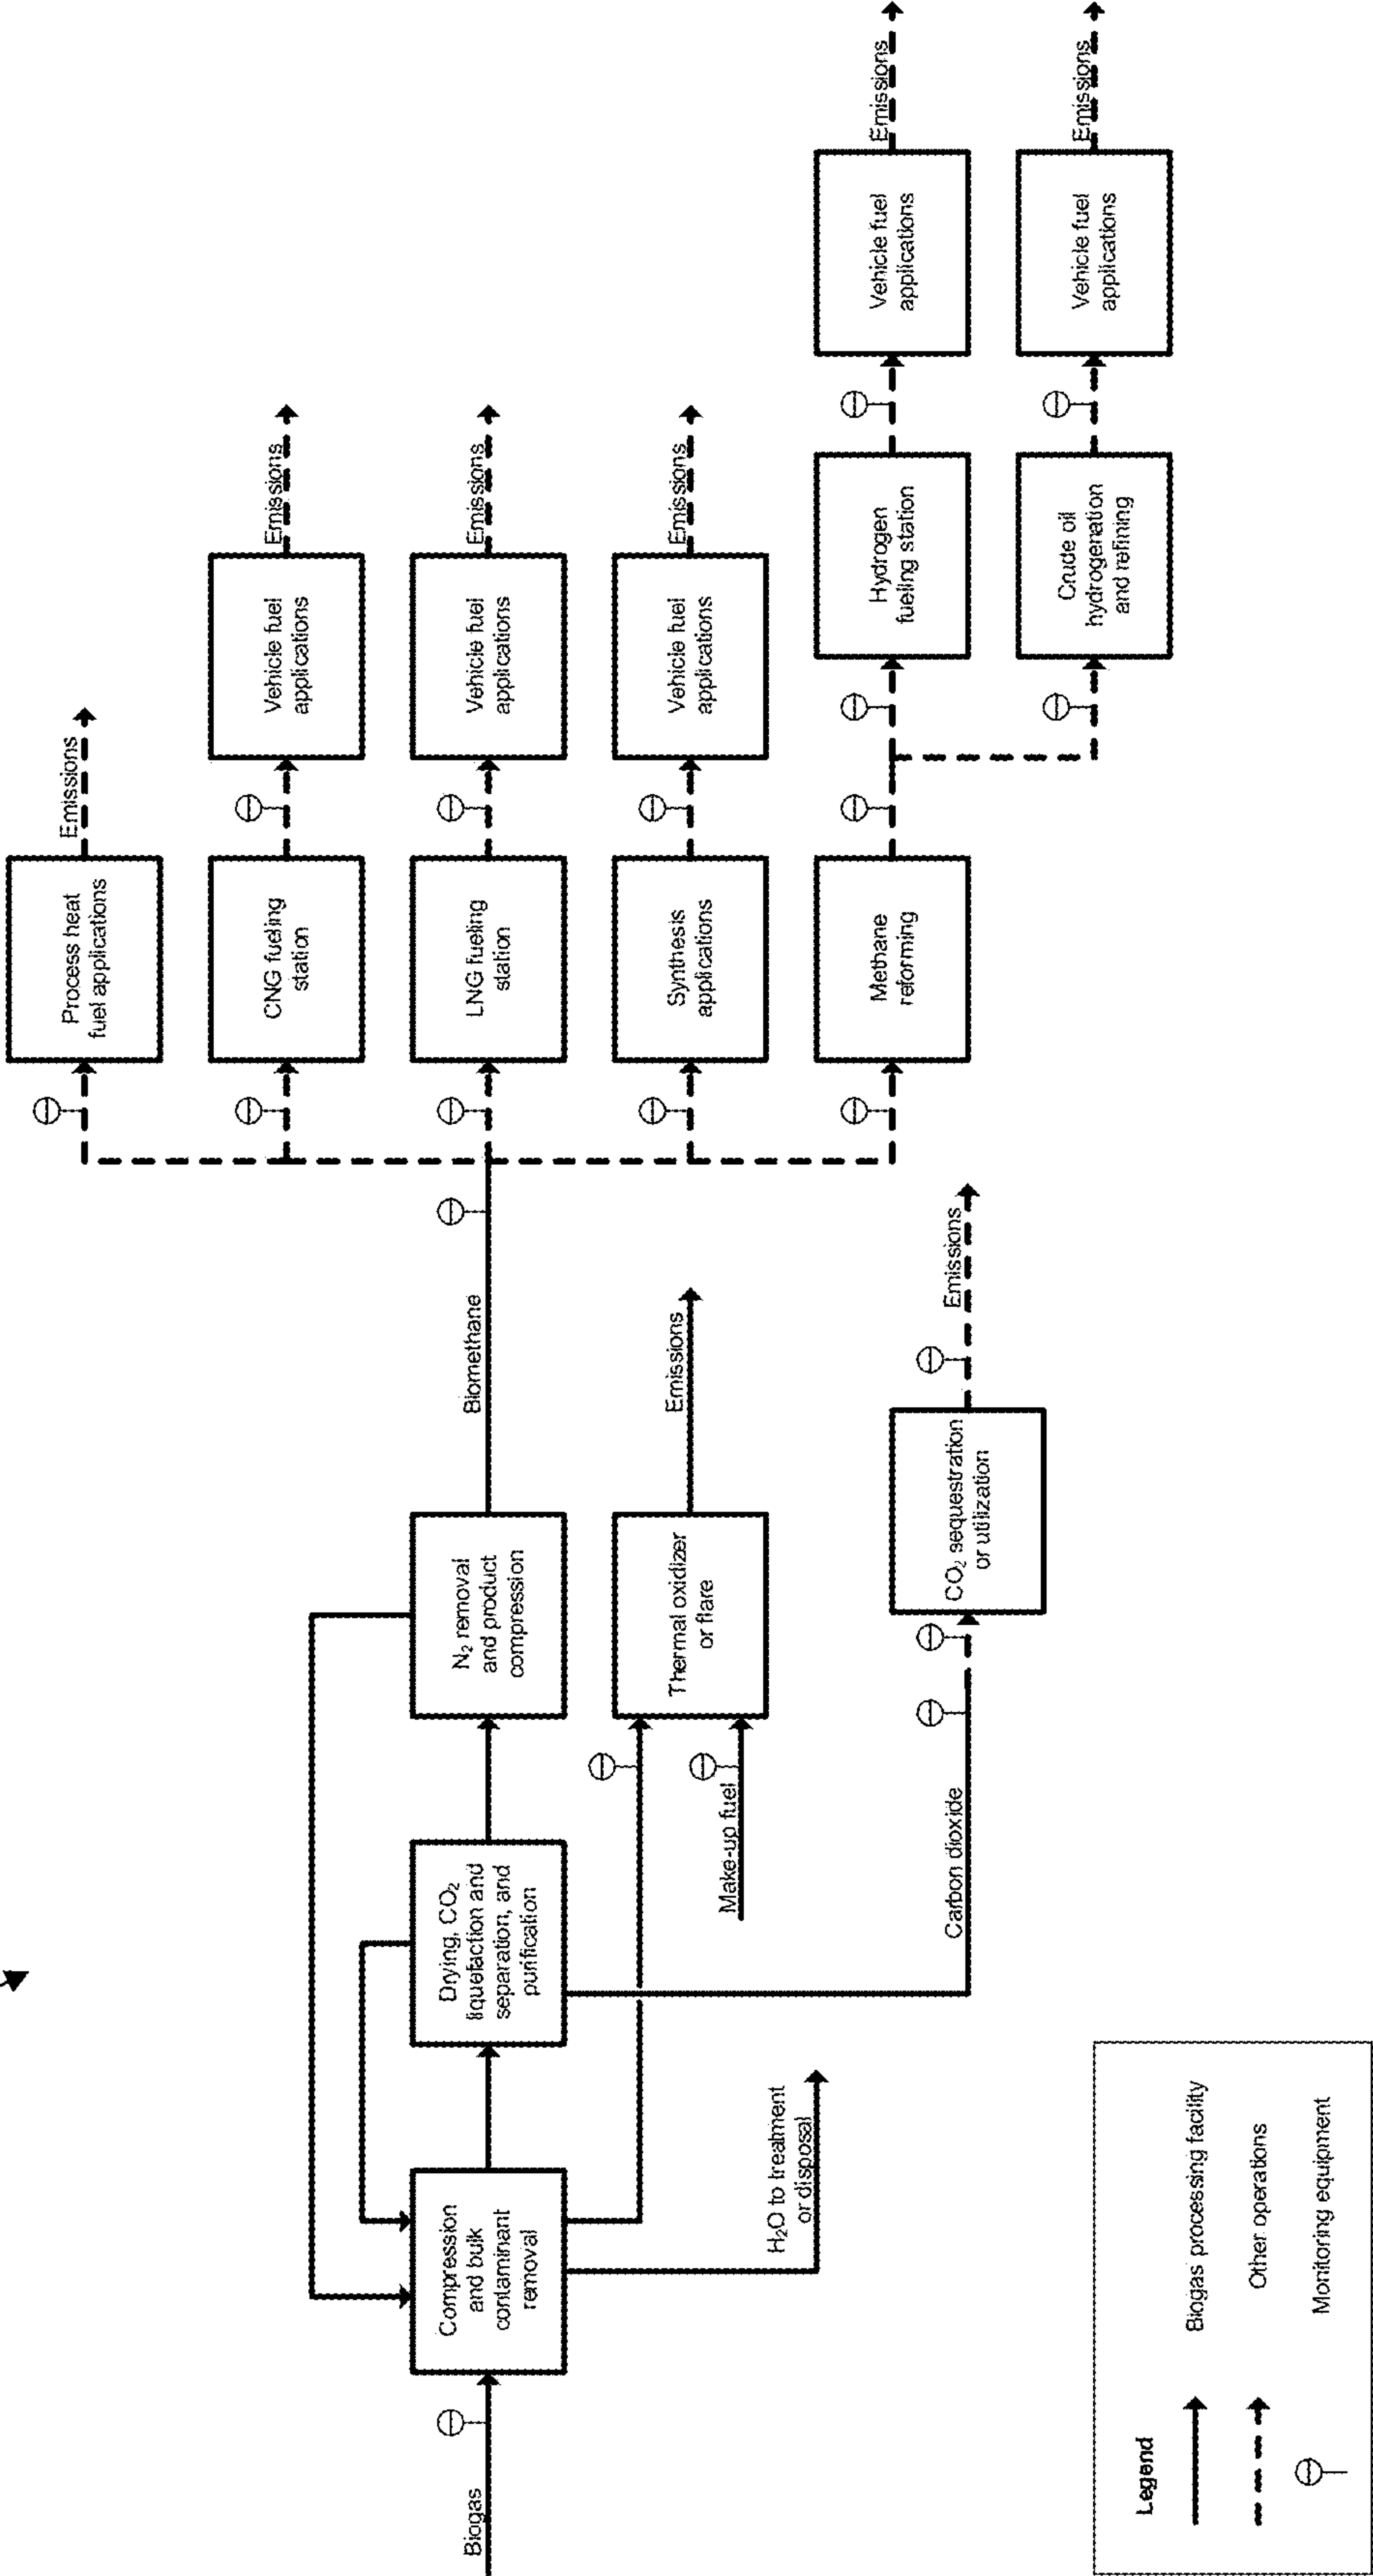 Biogas
Compression
and bulk
contaminant
removal
Drying, CO₂
liquefaction and
separation, and
purification
N₂ removal
and product
compression
Biomethane
H₂O to treatment
or disposal
Make-up fuel
Thermal oxidizer
or flare
Emissions
Carbon dioxide
CO₂ sequestration
or utilization
Emissions
Process heat
fuel applications
Emissions
CNG fueling
station
Vehicle fuel
applications
Emissions
LNG fueling
station
Vehicle fuel
applications
Emissions
Synthesis
applications
Vehicle fuel
applications
Emissions
Methane
reforming
Hydrogen
fueling station
Vehicle fuel
applications
Emissions
Crude oil
hydrogenation
and refining
Vehicle fuel
applications
Emissions
Legend
Biogas processing facility
Other operations
Monitoring equipment